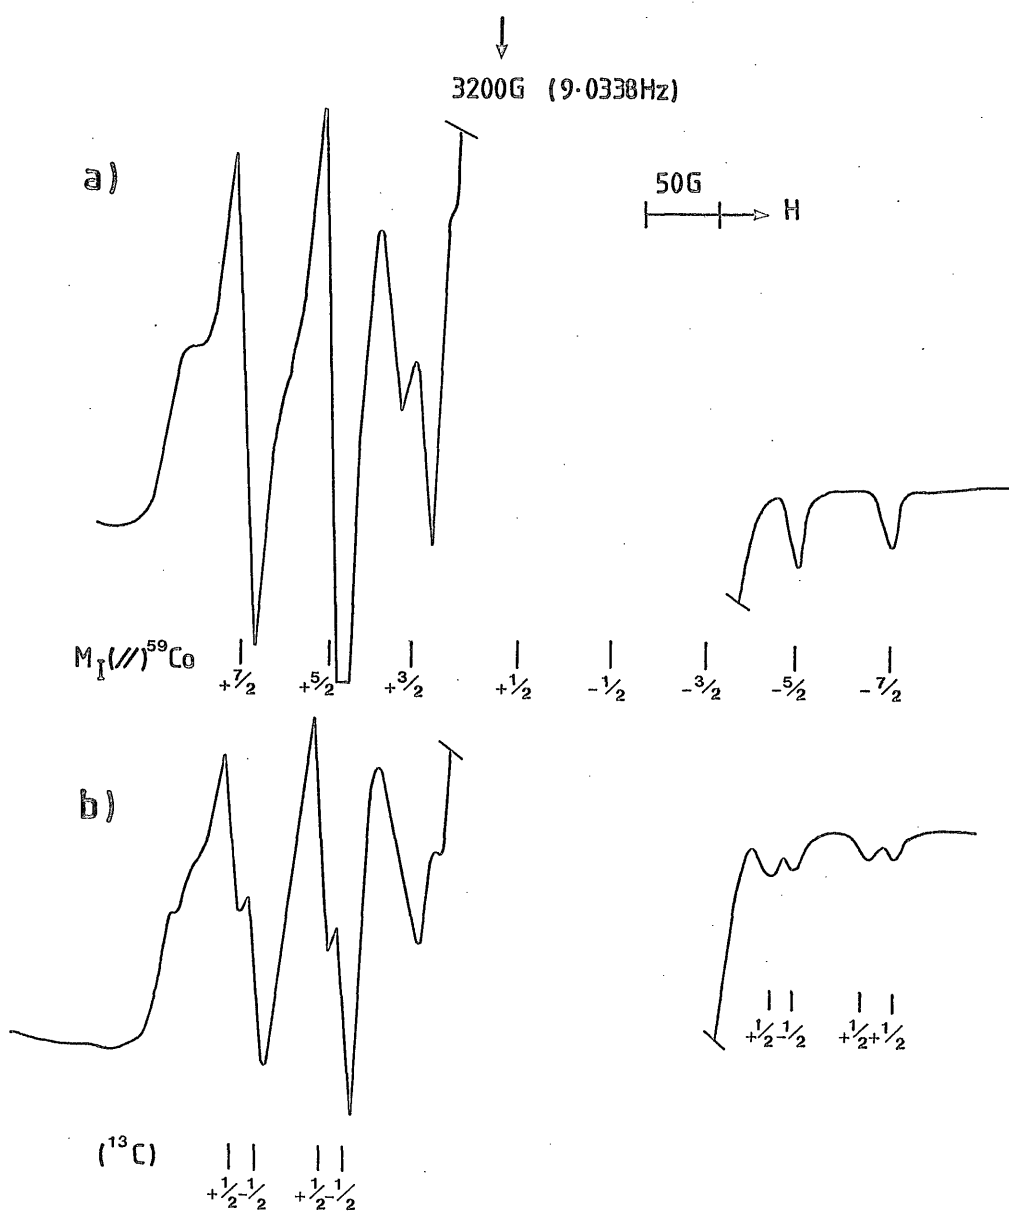 3200G (9.0338Hz)
a)
50G
H
M_I(//)⁵⁹Co
+7/2 +5/2 +3/2 +1/2 -1/2 -3/2 -5/2 -7/2
b)
+1/2 -1/2 +1/2 +1/2
(¹³C)
+1/2 -1/2 +1/2 -1/2